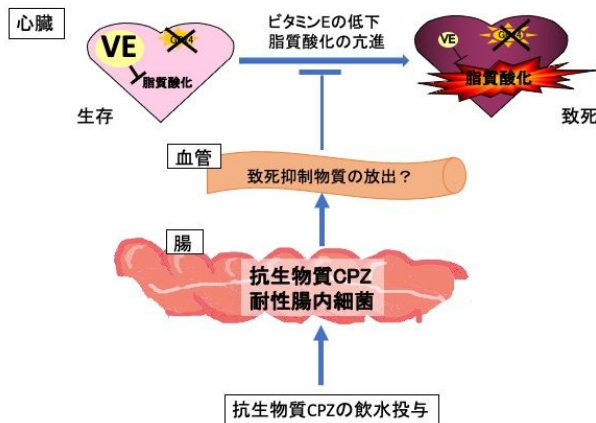 心臓
ビタミンEの低下
脂質酸化の亢進
VE
脂質酸化
生存
VE
脂質酸化
致死
血管
致死抑制物質の放出？
腸
抗生物質CPZ
耐性腸内細菌
抗生物質CPZの飲水投与